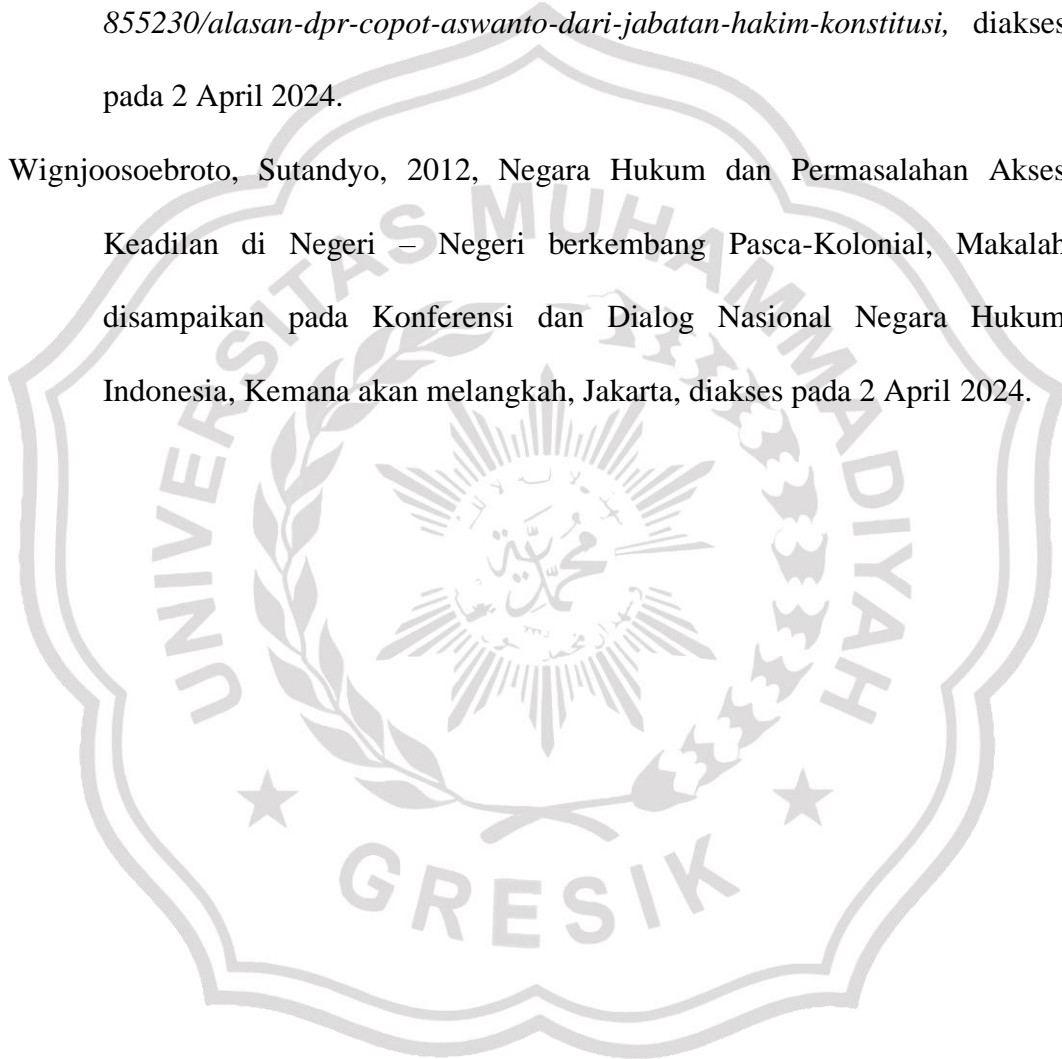 855230/alasan-dpr-copot-aswanto-dari-jabatan-hakim-konstitusi, diakses
pada 2 April 2024.
Wignjoosoebroto, Sutandyo, 2012, Negara Hukum dan Permasalahan Akses
Keadilan di Negeri – Negeri berkembang Pasca-Kolonial, Makalah
disampaikan pada Konferensi dan Dialog Nasional Negara Hukum
Indonesia, Kemana akan melangkah, Jakarta, diakses pada 2 April 2024.
UNIVERSITAS MUHAMMADIYAH
محمدية
GRESIK